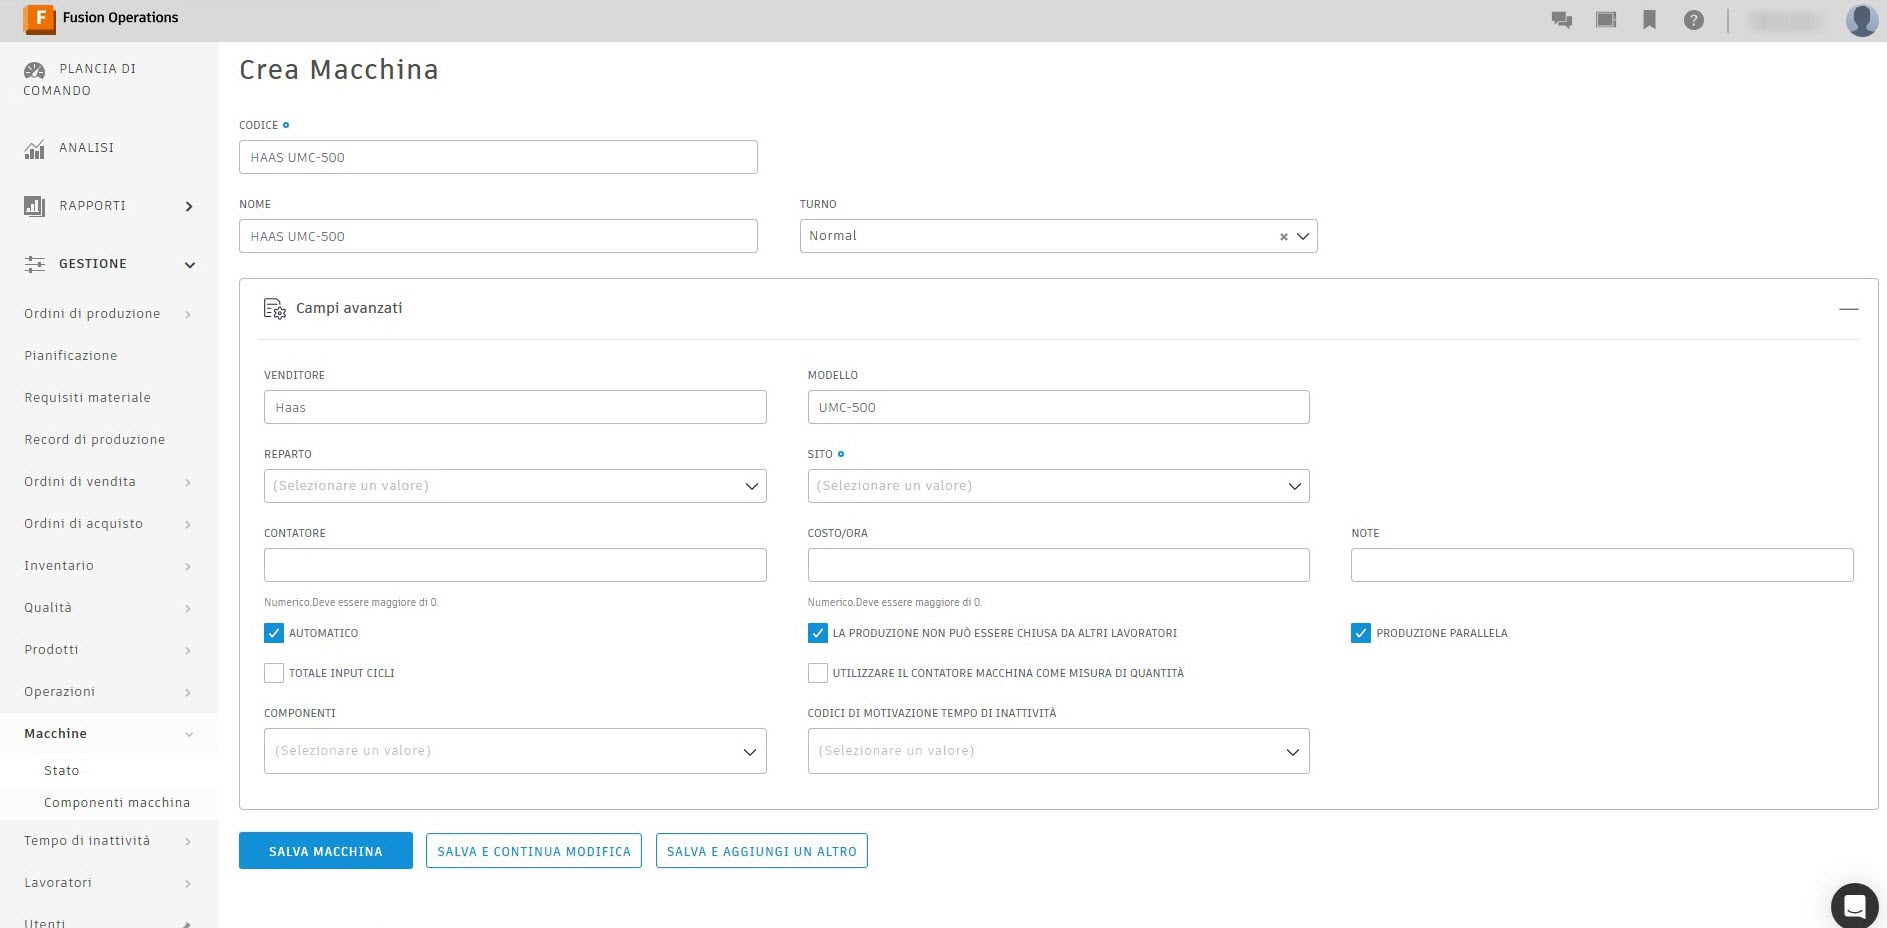 F Fusion Operations
?
PLANCIA DI
COMANDO
ANALISI
RAPPORTI
GESTIONE
Ordini di produzione
Pianificazione
Requisiti materiale
Record di produzione
Ordini di vendita
Ordini di acquisto
Inventario
Qualità
Prodotti
Operazioni
Macchine
Stato
Componenti macchina
Tempo di inattività
Lavoratori
Utenti
Crea Macchina
CODICE
HAAS UMC-500
NOME
HAAS UMC-500
TURNO
Normal
Campi avanzati
VENDITORE
Haas
MODELLO
UMC-500
REPARTO
(Selezionare un valore)
SITO
(Selezionare un valore)
CONTATORE
Numerico.Deve essere maggiore di 0.
COSTO/ORA
Numerico.Deve essere maggiore di 0.
NOTE
AUTOMATICO
LA PRODUZIONE NON PUÒ ESSERE CHIUSA DA ALTRI LAVORATORI
PRODUZIONE PARALLELA
TOTALE INPUT CICLI
UTILIZZARE IL CONTATORE MACCHINA COME MISURA DI QUANTITÀ
COMPONENTI
(Selezionare un valore)
CODICI DI MOTIVAZIONE TEMPO DI INATTIVITÀ
(Selezionare un valore)
SALVA MACCHINA
SALVA E CONTINUA MODIFICA
SALVA E AGGIUNGI UN ALTRO